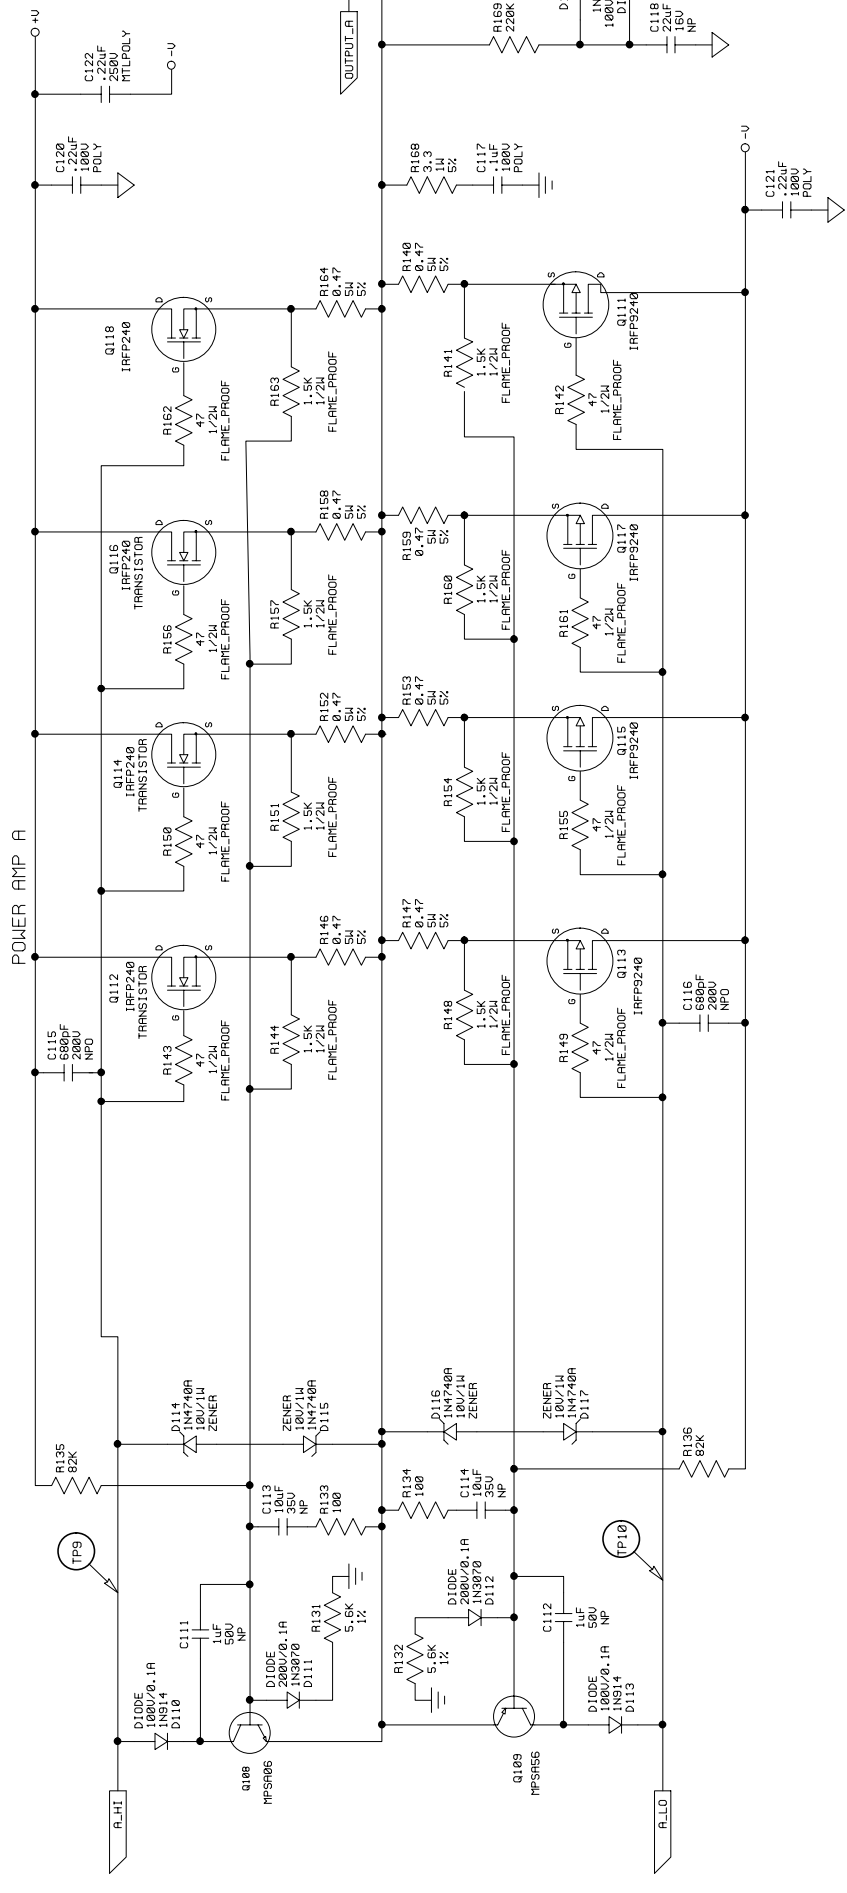 POWER AMP A
A_HI
TP9
DIODE
100V/0.1A
1N914
D110
C111
1uF
50V
NP
Q108
MPSA06
DIODE
200V/0.1A
1N3070
D111
R131
5.6K
1%
R135
82K
D114
1N4740A
10V/1W
ZENER
ZENER
10V/1W
1N4740A
D115
C113
10uF
35V
NP
R133
100
C115
680pF
200V
NPO
Q112
IRFP240
TRANSISTOR
D
S
G
R143
47
1/2W
FLAME_PROOF
R144
1.5K
1/2W
FLAME_PROOF
R146
0.47
5W
5%
Q114
IRFP240
TRANSISTOR
D
S
G
R150
47
1/2W
FLAME_PROOF
R151
1.5K
1/2W
FLAME_PROOF
R152
0.47
5W
5%
Q116
IRFP240
TRANSISTOR
D
S
G
R156
47
1/2W
FLAME_PROOF
R157
1.5K
1/2W
FLAME_PROOF
R158
0.47
5W
5%
Q118
IRFP240
D
S
G
R162
47
1/2W
FLAME_PROOF
R163
1.5K
1/2W
FLAME_PROOF
R164
0.47
5W
5%
C120
.22uF
100V
POLY
C122
.22uF
250V
MTLPOLY
+V
-V
OUTPUT_A
R169
220K
D1
1N
100V
DI
C118
22uF
16V
NP
R168
3.3
1W
5%
C117
.1uF
100V
POLY
A_LO
TP10
Q109
MPSA56
DIODE
100V/0.1A
1N914
D113
C112
1uF
50V
NP
R132
5.6K
1%
DIODE
200V/0.1A
1N3070
D112
R134
100
C114
10uF
35V
NP
D116
1N4740A
10V/1W
ZENER
ZENER
10V/1W
1N4740A
D117
R136
82K
R147
0.47
5W
5%
R148
1.5K
1/2W
FLAME_PROOF
R149
47
1/2W
FLAME_PROOF
G
S
D
Q113
IRFP9240
C116
680pF
200V
NPO
R153
0.47
5W
5%
R154
1.5K
1/2W
FLAME_PROOF
R155
47
1/2W
FLAME_PROOF
G
S
D
Q115
IRFP9240
R159
0.47
5W
5%
R160
1.5K
1/2W
FLAME_PROOF
R161
47
1/2W
FLAME_PROOF
G
S
D
Q117
IRFP9240
R140
0.47
5W
5%
R141
1.5K
1/2W
FLAME_PROOF
R142
47
1/2W
FLAME_PROOF
G
S
D
Q111
IRFP9240
-V
C121
.22uF
100V
POLY